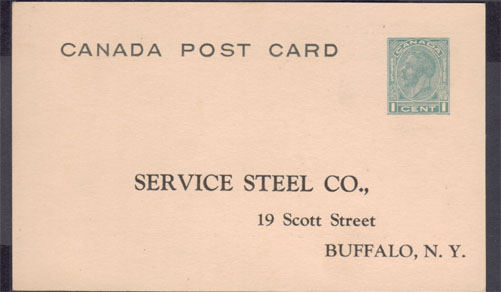 CANADA POST CARD
CANADA
1 CENT 1
SERVICE STEEL CO.,
19 Scott Street
BUFFALO, N. Y.